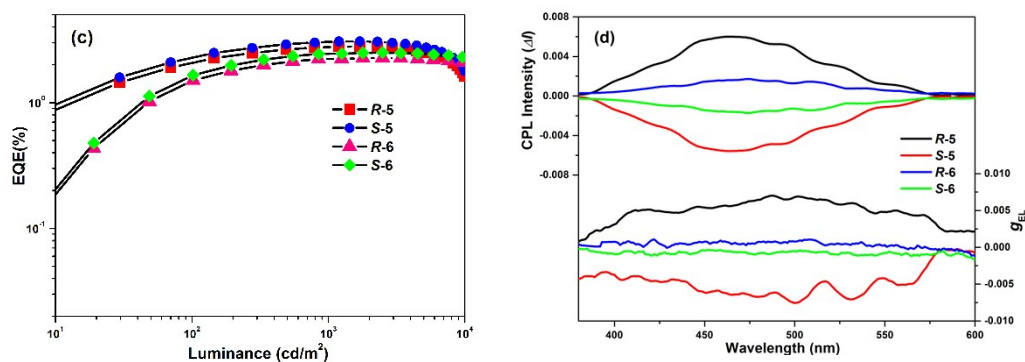 (c)
EQE(%)
10⁰
10⁻¹
R-5
S-5
R-6
S-6
10¹
10²
10³
10⁴
Luminance (cd/m²)
(d)
CPL Intensity (ΔI)
0.008
0.004
0.000
-0.004
-0.008
R-5
S-5
R-6
S-6
0.010
0.005
0.000
-0.005
-0.010
g_EL
400
450
500
550
600
Wavelength (nm)